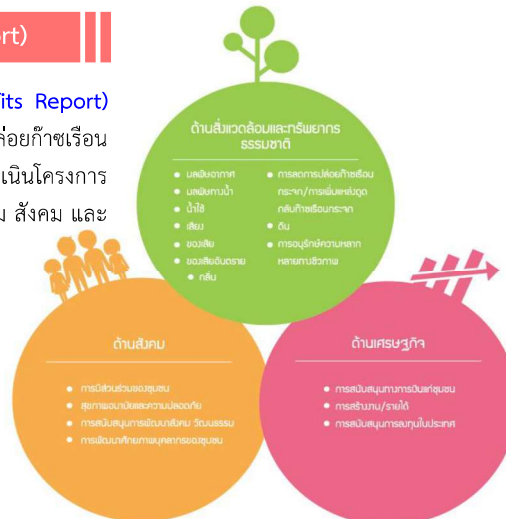 rt)
its Report)
ล่อยก๊าซเรือน
เนินโครงการ
ม สังคม และ
ด้านสิ่งแวดล้อมและทรัพยากร
ธรรมชาติ
● มลพิษอากาศ
● มลพิษทางน้ำ
● น้ำใช้
● เสียง
● ของเสีย
● ของเสียอันตราย
● กลิ่น
● การลดการปล่อยก๊าซเรือน
กระจก/การเพิ่มแหล่งดูด
กลับก๊าซเรือนกระจก
● ดิน
● การอนุรักษ์ความหลาก
หลายทางชีวภาพ
ด้านสังคม
● การมีส่วนร่วมของชุมชน
● สุขภาพอนามัยและความปลอดภัย
● การสนับสนุนการพัฒนาสังคม วัฒนธรรม
● การพัฒนาศักยภาพบุคลากรของชุมชน
ด้านเศรษฐกิจ
● การสนับสนุนทางการเงินแก่ชุมชน
● การสร้างงาน/รายได้
● การสนับสนุนการลงทุนในประเทศ